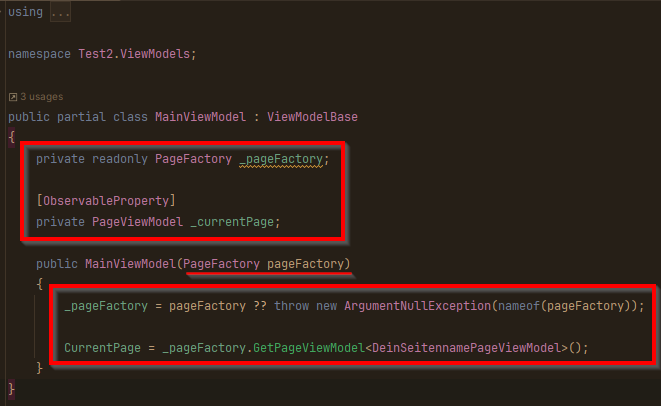 using ...
namespace Test2.ViewModels;
3 usages
public partial class MainViewModel : ViewModelBase
{
private readonly PageFactory _pageFactory;
[ObservableProperty]
private PageViewModel _currentPage;
public MainViewModel(PageFactory pageFactory)
{
_pageFactory = pageFactory ?? throw new ArgumentNullException(nameof(pageFactory));
CurrentPage = _pageFactory.GetPageViewModel<DeinSeitennamePageViewModel>();
}
}